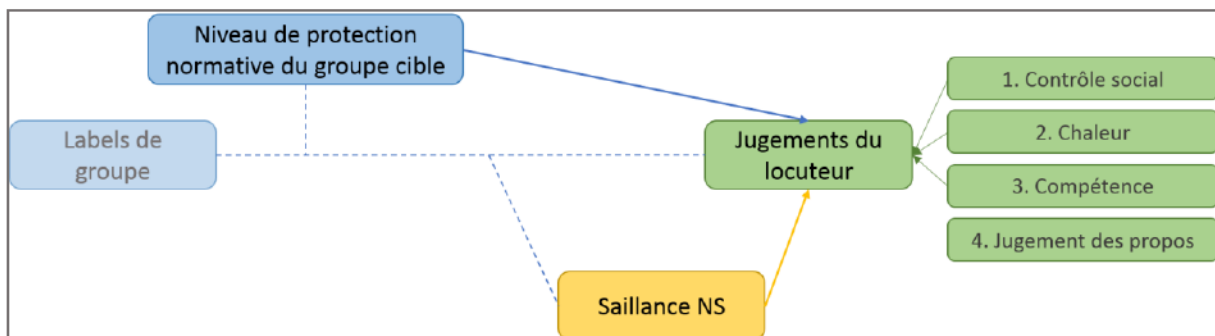 Niveau de protection
normative du groupe cible
Labels de
groupe
Jugements du
locuteur
1. Contrôle social
2. Chaleur
3. Compétence
4. Jugement des propos
Saillance NS